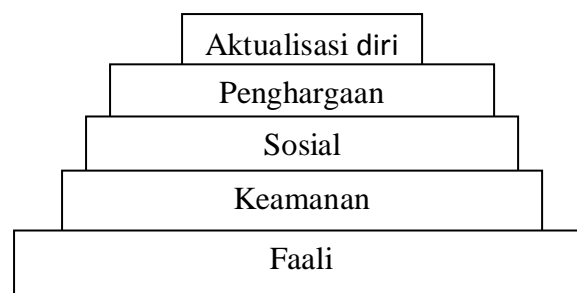 Aktualisasi diri
Penghargaan
Sosial
Keamanan
Faali